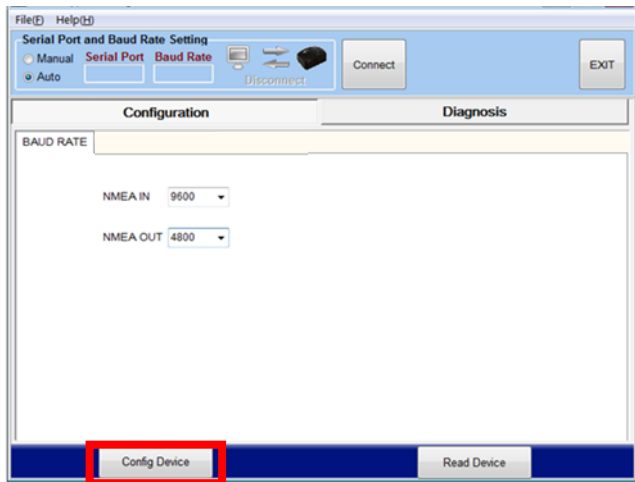 File(F) Help(H)
Serial Port and Baud Rate Setting
Manual Serial Port Baud Rate
Auto
Disconnect
Connect
EXIT
Configuration Diagnosis
BAUD RATE
NMEA IN 9600
NMEA OUT 4800
Config Device Read Device